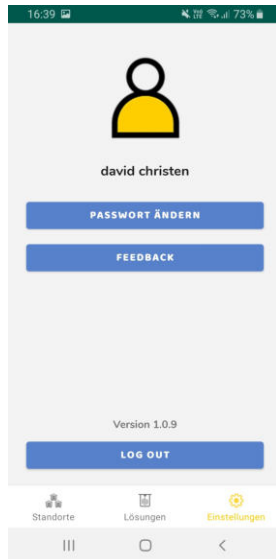 16:39 73%
david christen
PASSWORT ÄNDERN
FEEDBACK
Version 1.0.9
LOG OUT
Standorte Lösungen Einstellungen